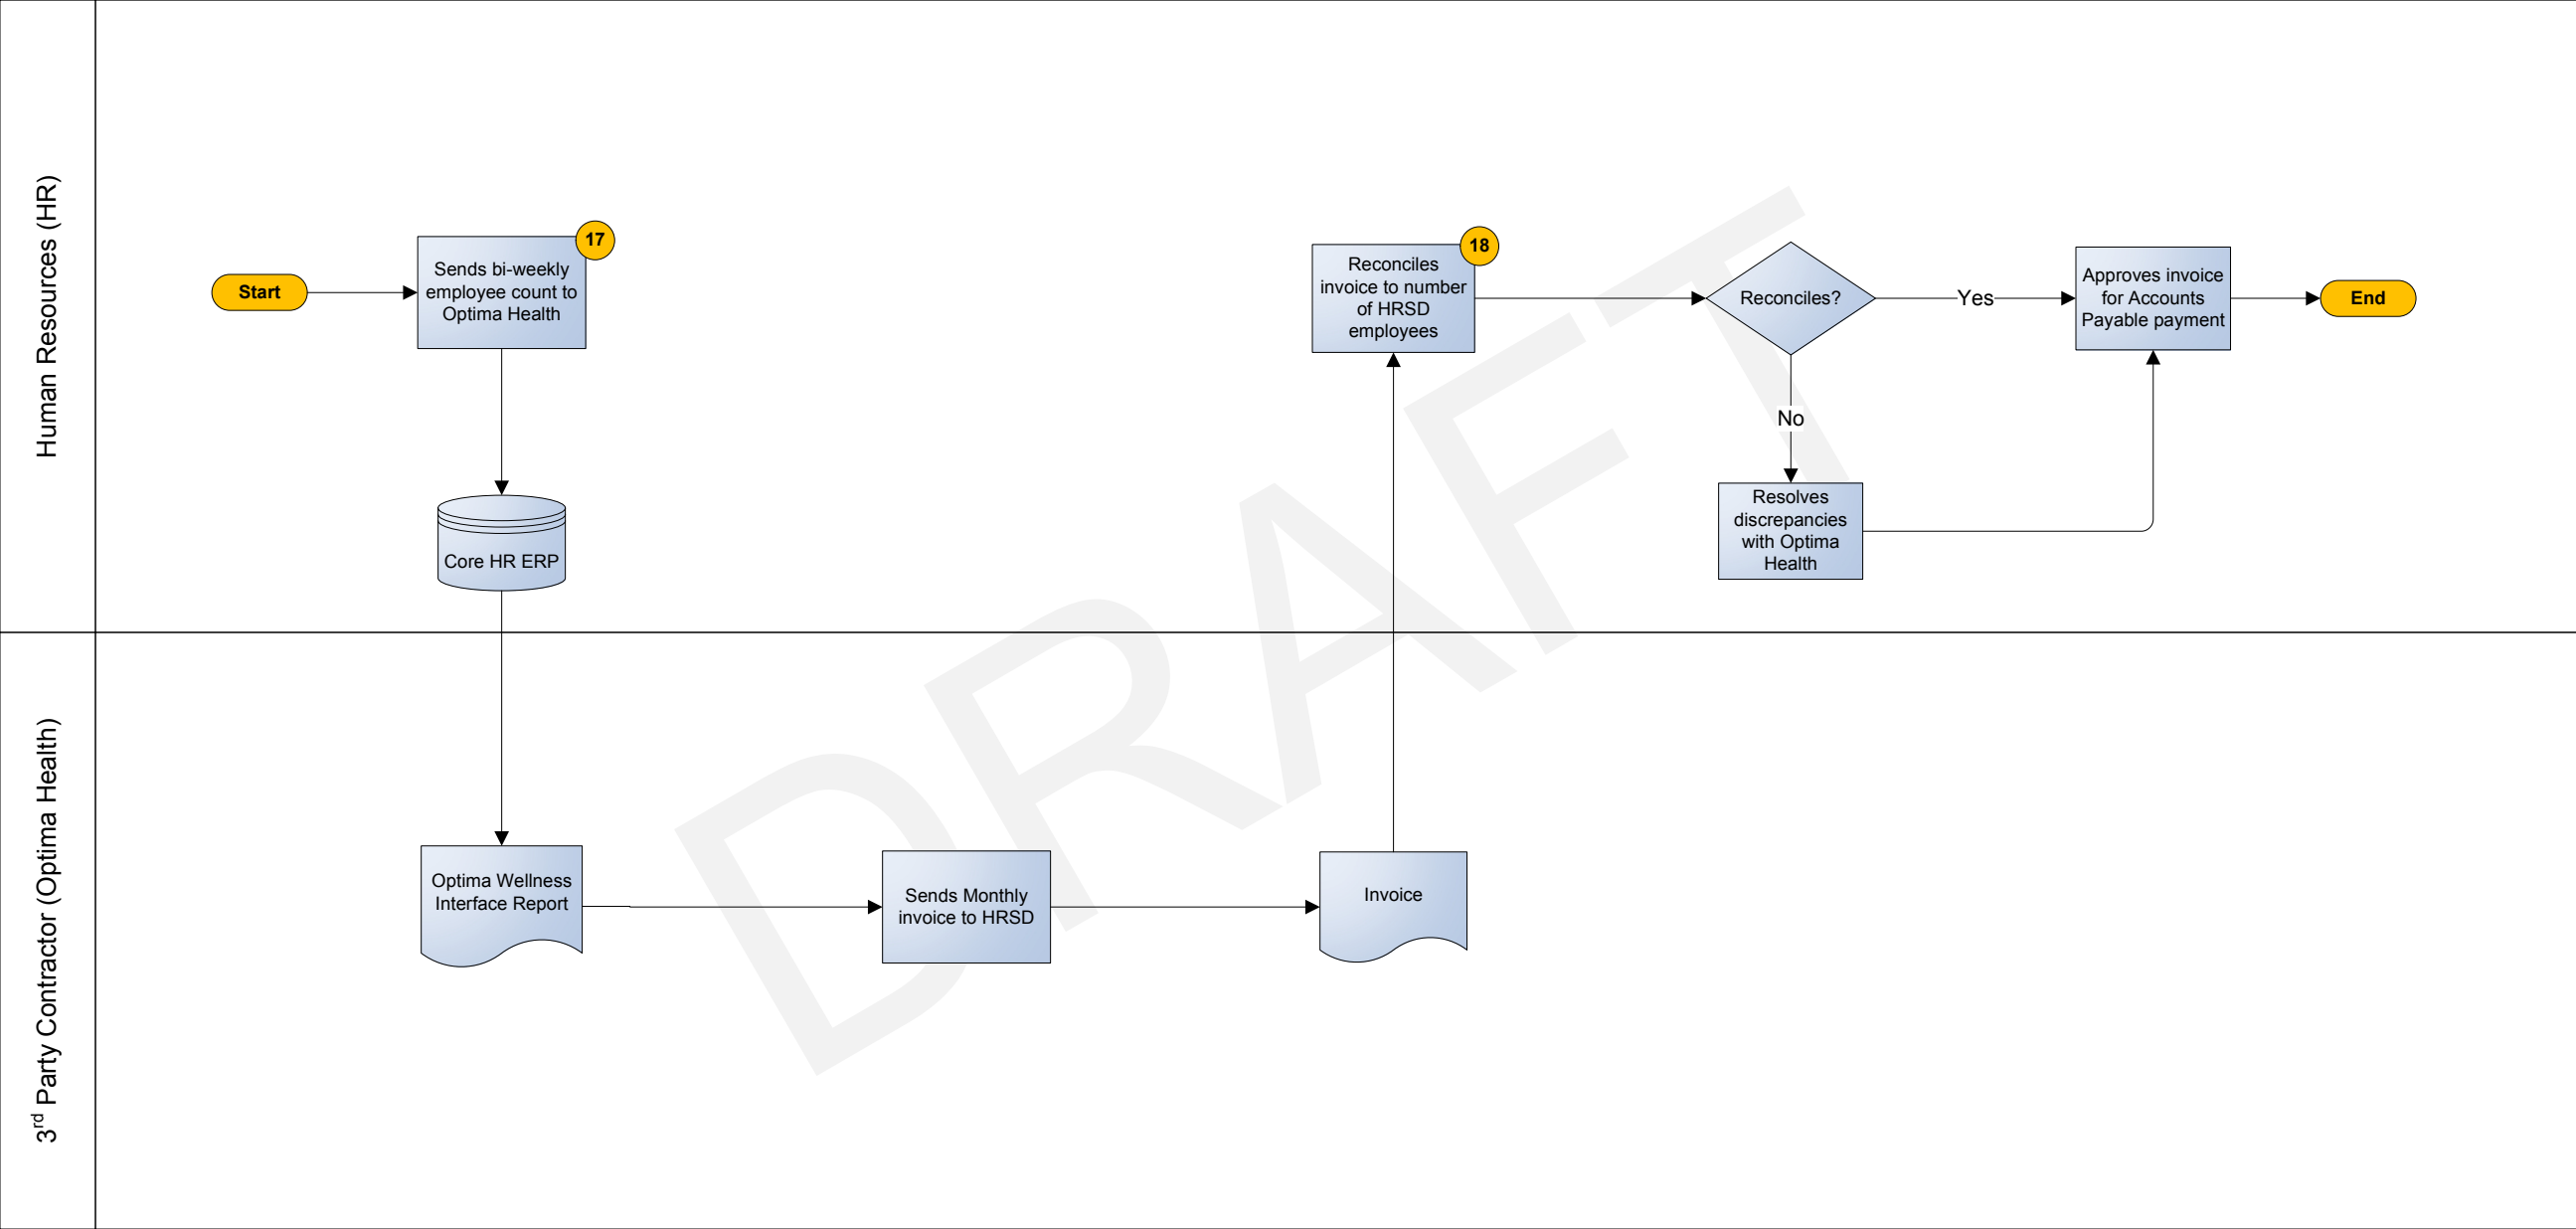 Human Resources (HR)
Start
17
Sends bi-weekly
employee count to
Optima Health
Core HR ERP
18
Reconciles
invoice to number
of HRSD
employees
Reconciles?
Yes
No
Resolves
discrepancies
with Optima
Health
Approves invoice
for Accounts
Payable payment
End
3rd Party Contractor (Optima Health)
Optima Wellness
Interface Report
Sends Monthly
invoice to HRSD
Invoice
DRAFT